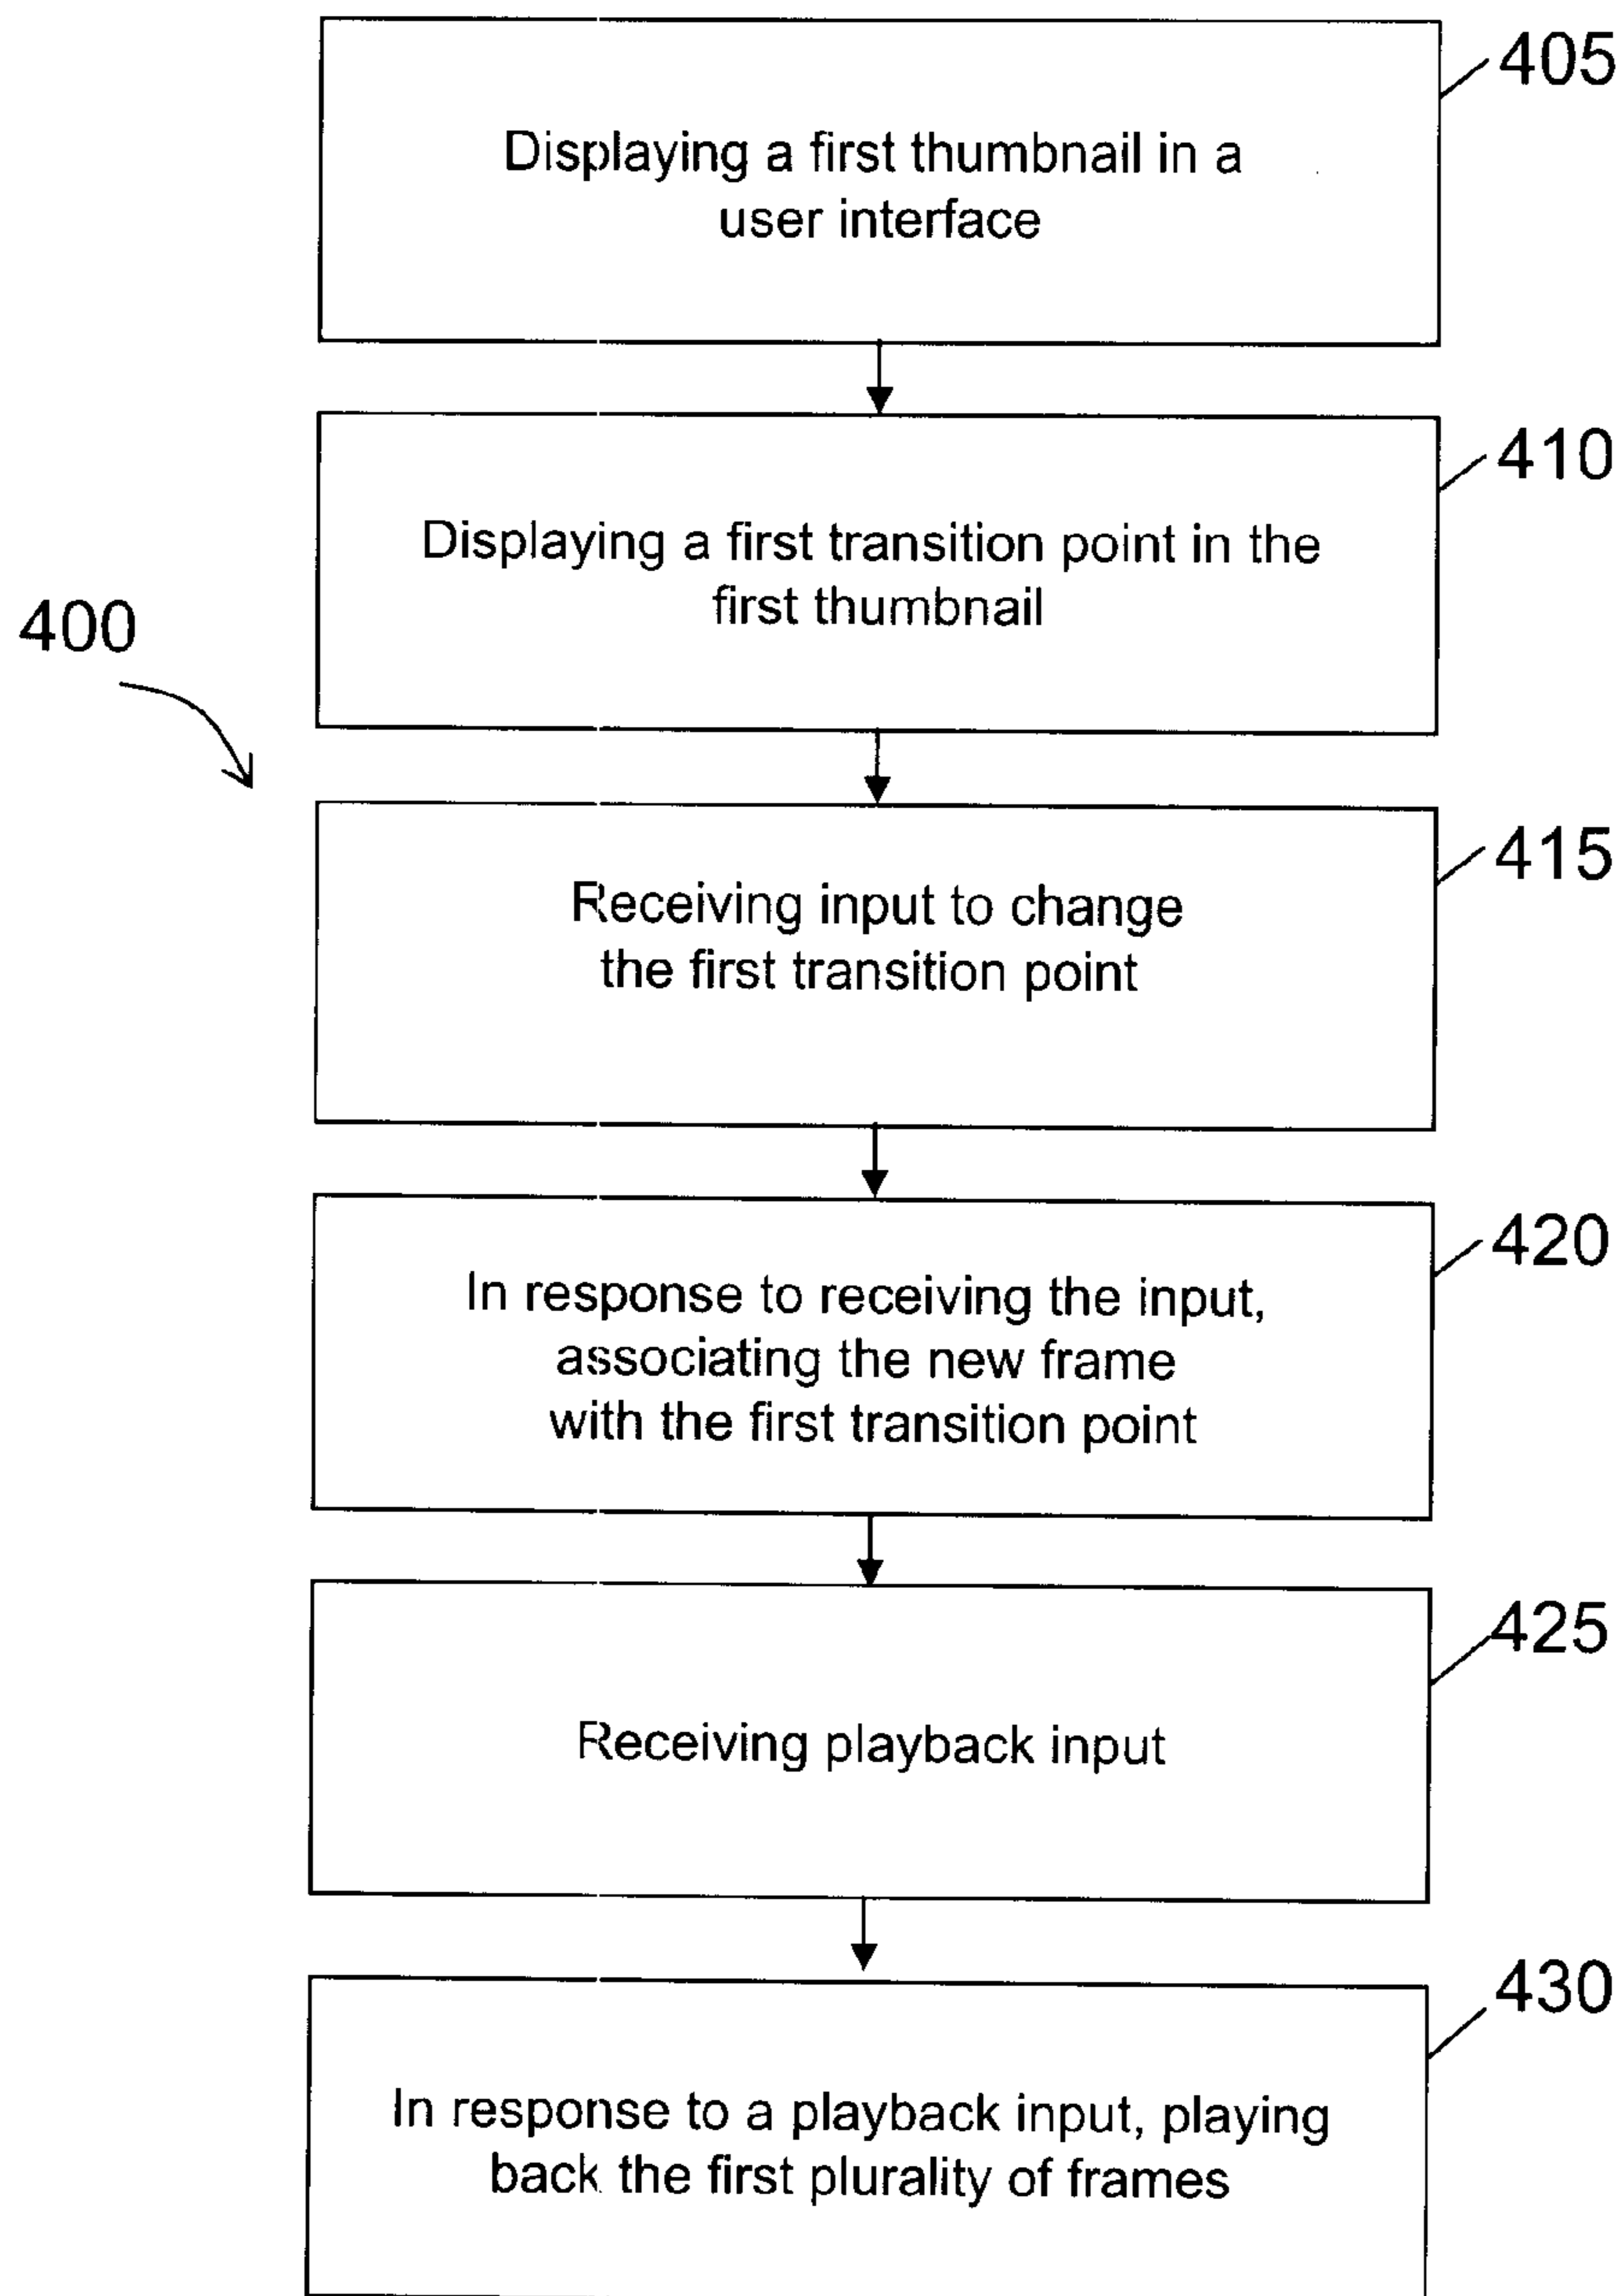 405
Displaying a first thumbnail in a
user interface
410
Displaying a first transition point in the
first thumbnail
400
415
Receiving input to change
the first transition point
420
In response to receiving the input,
associating the new frame
with the first transition point
425
Receiving playback input
430
In response to a playback input, playing
back the first plurality of frames